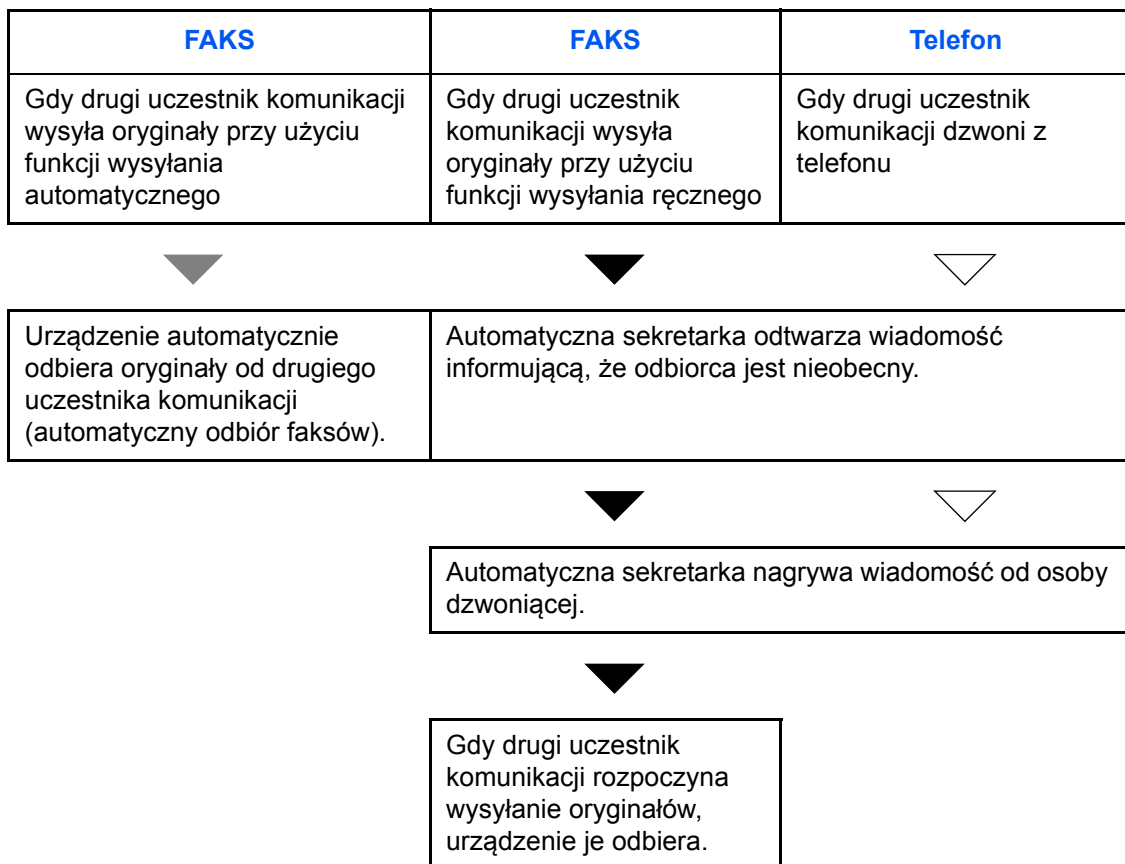 FAKS
FAKS
Telefon
Gdy drugi uczestnik komunikacji
wysyła oryginały przy użyciu
funkcji wysyłania
automatycznego
Gdy drugi uczestnik
komunikacji wysyła
oryginały przy użyciu
funkcji wysyłania ręcznego
Gdy drugi uczestnik
komunikacji dzwoni z
telefonu
Urządzenie automatycznie
odbiera oryginały od drugiego
uczestnika komunikacji
(automatyczny odbiór faksów).
Automatyczna sekretarka odtwarza wiadomość
informującą, że odbiorca jest nieobecny.
Automatyczna sekretarka nagrywa wiadomość od osoby
dzwoniącej.
Gdy drugi uczestnik
komunikacji rozpoczyna
wysyłanie oryginałów,
urządzenie je odbiera.